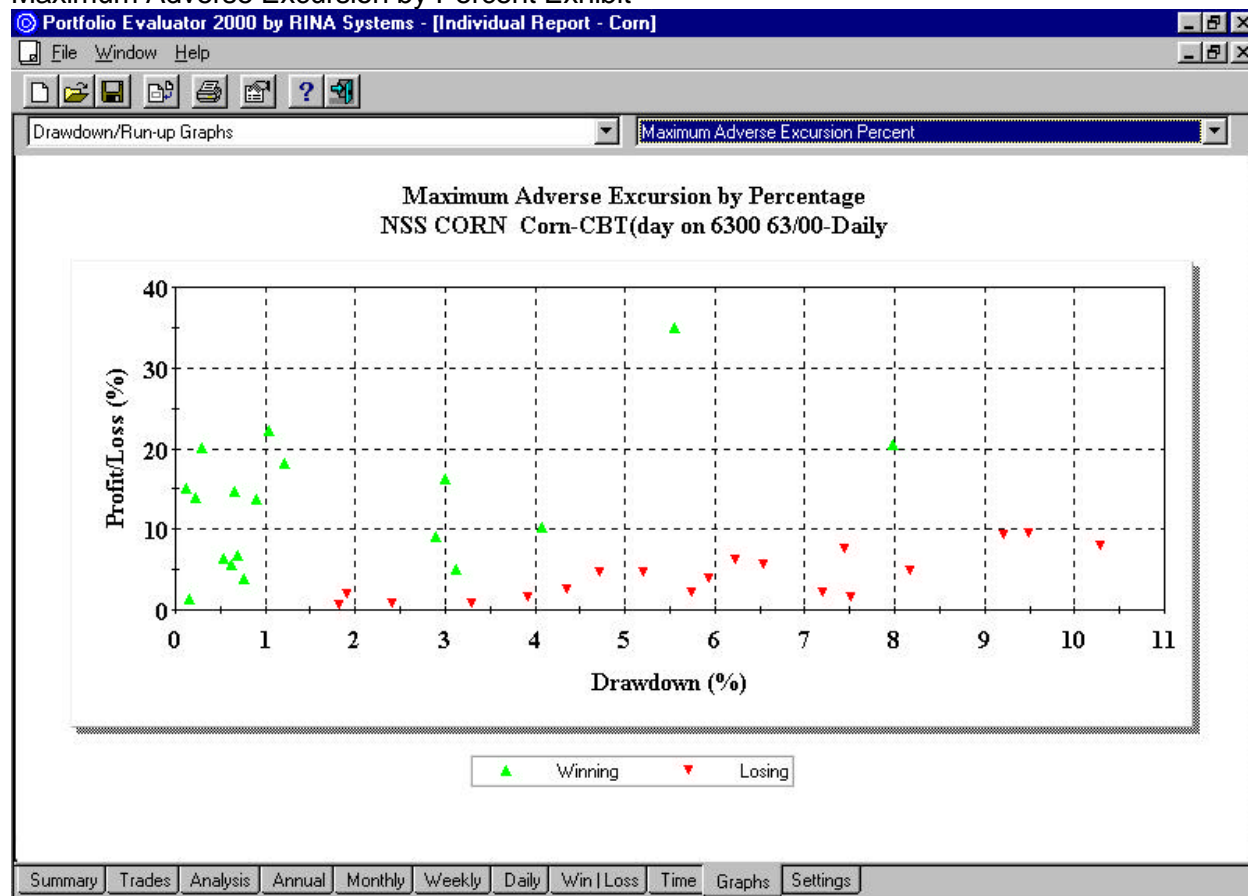 Maximum Adverse Excursion by Percent Exhibit
Portfolio Evaluator 2000 by RINA Systems - [Individual Report - Corn]
File Window Help
Drawdown/Run-up Graphs Maximum Adverse Excursion Percent
Maximum Adverse Excursion by Percentage
NSS CORN Corn-CBT(day on 6300 63/00-Daily
Profit/Loss (%)
40
30
20
10
0
0 1 2 3 4 5 6 7 8 9 10 11
Drawdown (%)
Winning Losing
Summary Trades Analysis Annual Monthly Weekly Daily Win | Loss Time Graphs Settings